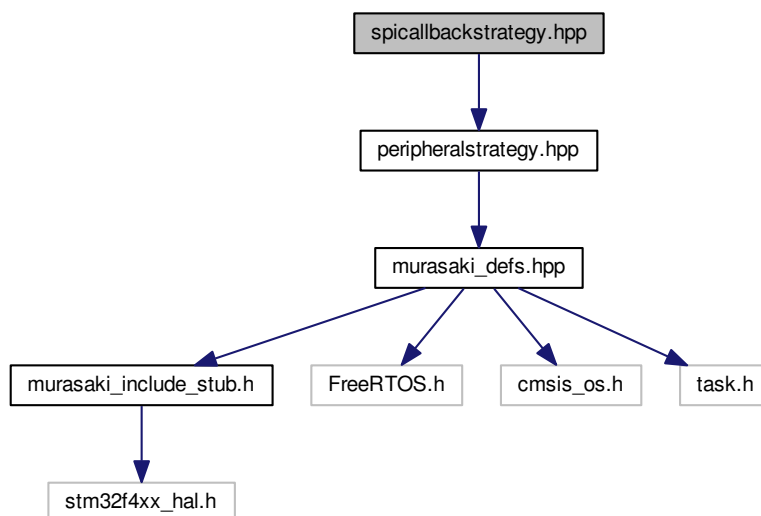 spicallbackstrategy.hpp
peripheralstrategy.hpp
murasaki_defs.hpp
murasaki_include_stub.h
FreeRTOS.h
cmsis_os.h
task.h
stm32f4xx_hal.h